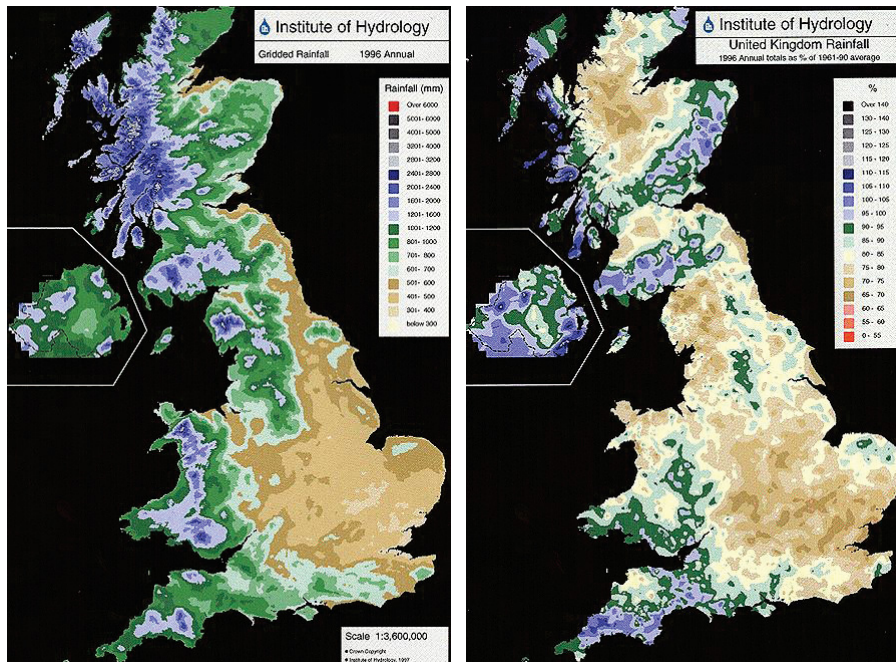 Institute of Hydrology
Gridded Rainfall 1996 Annual
Rainfall (mm)
Over 6000
5001-6000
4001-5000
3201-4000
2801-3200
2401-2800
2001-2400
1601-2000
1201-1600
1001-1200
801-1000
701-800
601-700
501-600
401-500
301-400
below 300
Scale 1:3,600,000
Crown Copyright
Institute of Hydrology, 1997
Institute of Hydrology
United Kingdom Rainfall
1996 Annual totals as % of 1961-90 average
%
Over 140
130-140
125-130
120-125
115-120
110-115
105-110
100-105
95-100
90-95
85-90
80-85
75-80
70-75
65-70
60-65
55-60
0-55